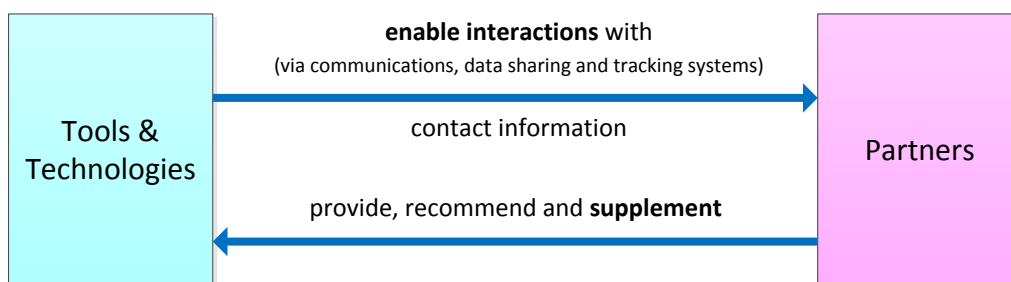 enable interactions with
(via communications, data sharing and tracking systems)
contact information
Tools &
Technologies
Partners
provide, recommend and supplement